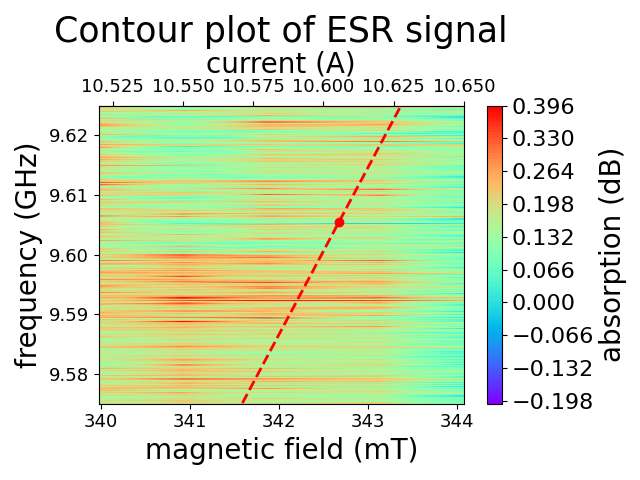 Contour plot of ESR signal
current (A)
10.525 10.550 10.575 10.600 10.625 10.650
frequency (GHz)
9.62
9.61
9.60
9.59
9.58
340 341 342 343 344
magnetic field (mT)
0.396
0.330
0.264
0.198
0.132
0.066
0.000
−0.066
−0.132
−0.198
absorption (dB)